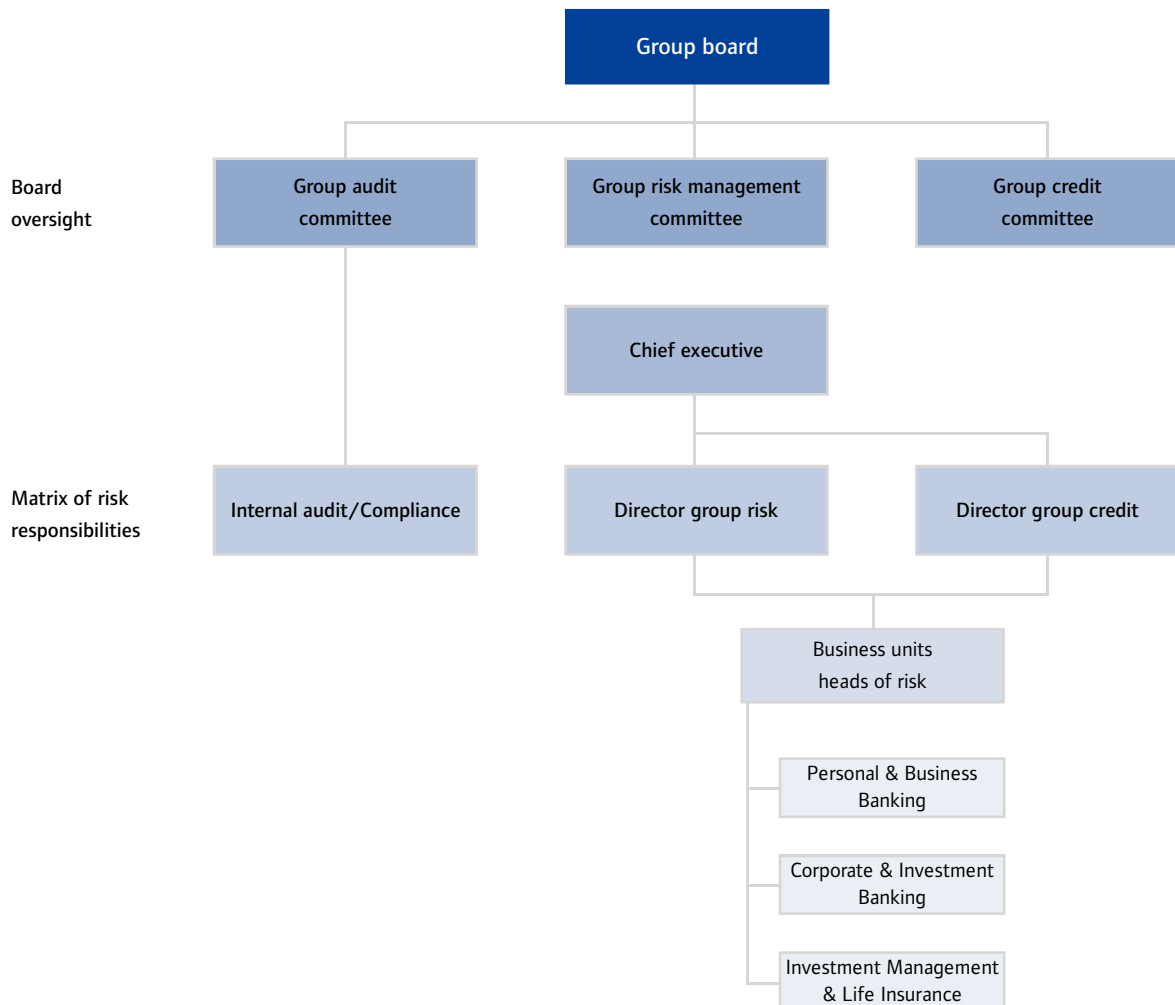 Group board
Board
oversight
Group audit
committee
Group risk management
committee
Group credit
committee
Chief executive
Matrix of risk
responsibilities
Internal audit/Compliance
Director group risk
Director group credit
Business units
heads of risk
Personal & Business
Banking
Corporate & Investment
Banking
Investment Management
& Life Insurance